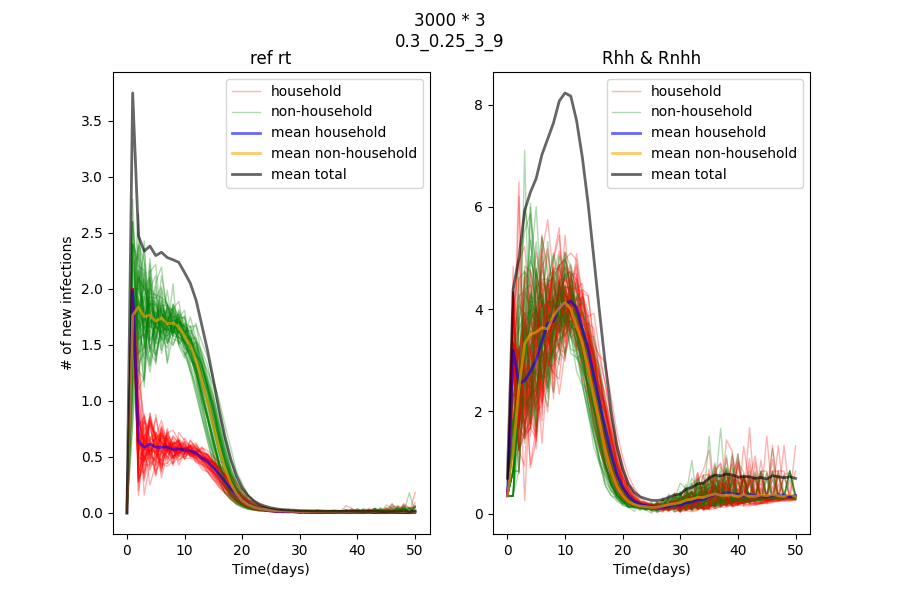 3000 * 3
0.3_0.25_3_9
ref rt
household
non-household
mean household
mean non-household
mean total
3.5
3.0
2.5
2.0
1.5
1.0
0.5
0.0
# of new infections
0
10
20
30
40
50
Time(days)
Rhh & Rnhh
household
non-household
mean household
mean non-household
mean total
8
6
4
2
0
0
10
20
30
40
50
Time(days)